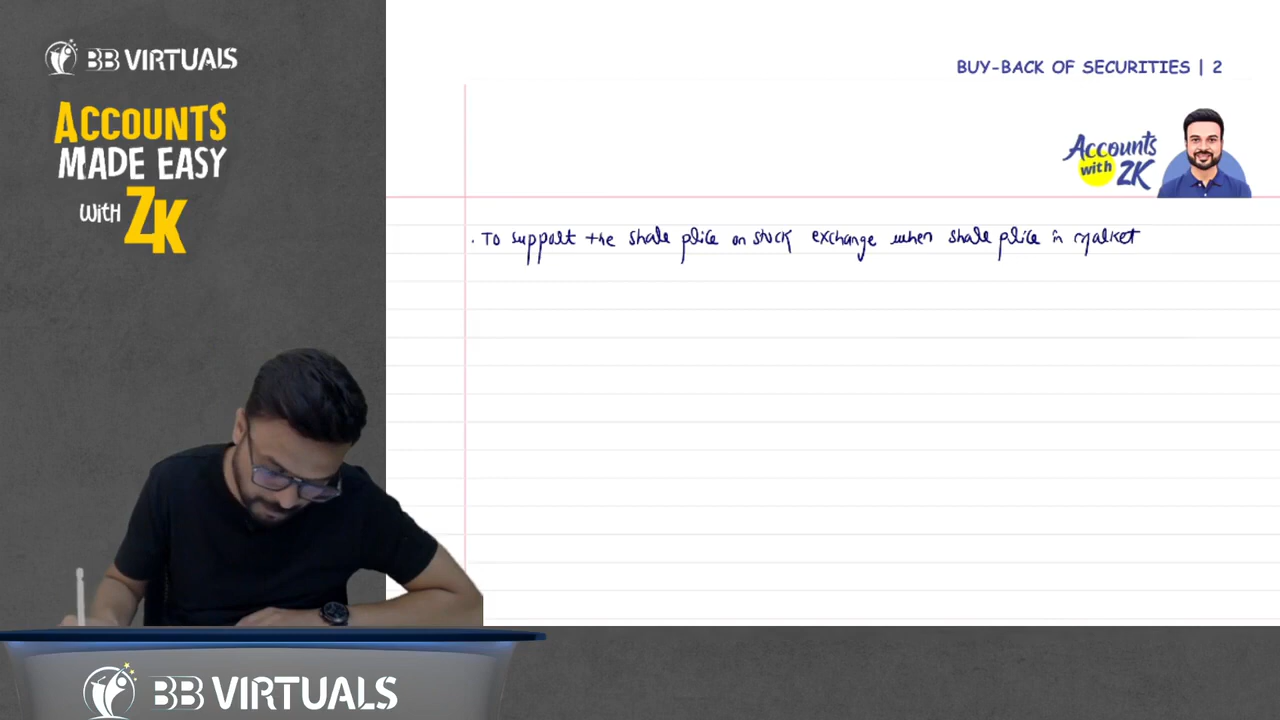 BB VIRTUALS
ACCOUNTS
MADE EASY
with ZK
BUY-BACK OF SECURITIES | 2
Accounts
with ZK
. To support the share price on stock exchange when share price in market
BB VIRTUALS